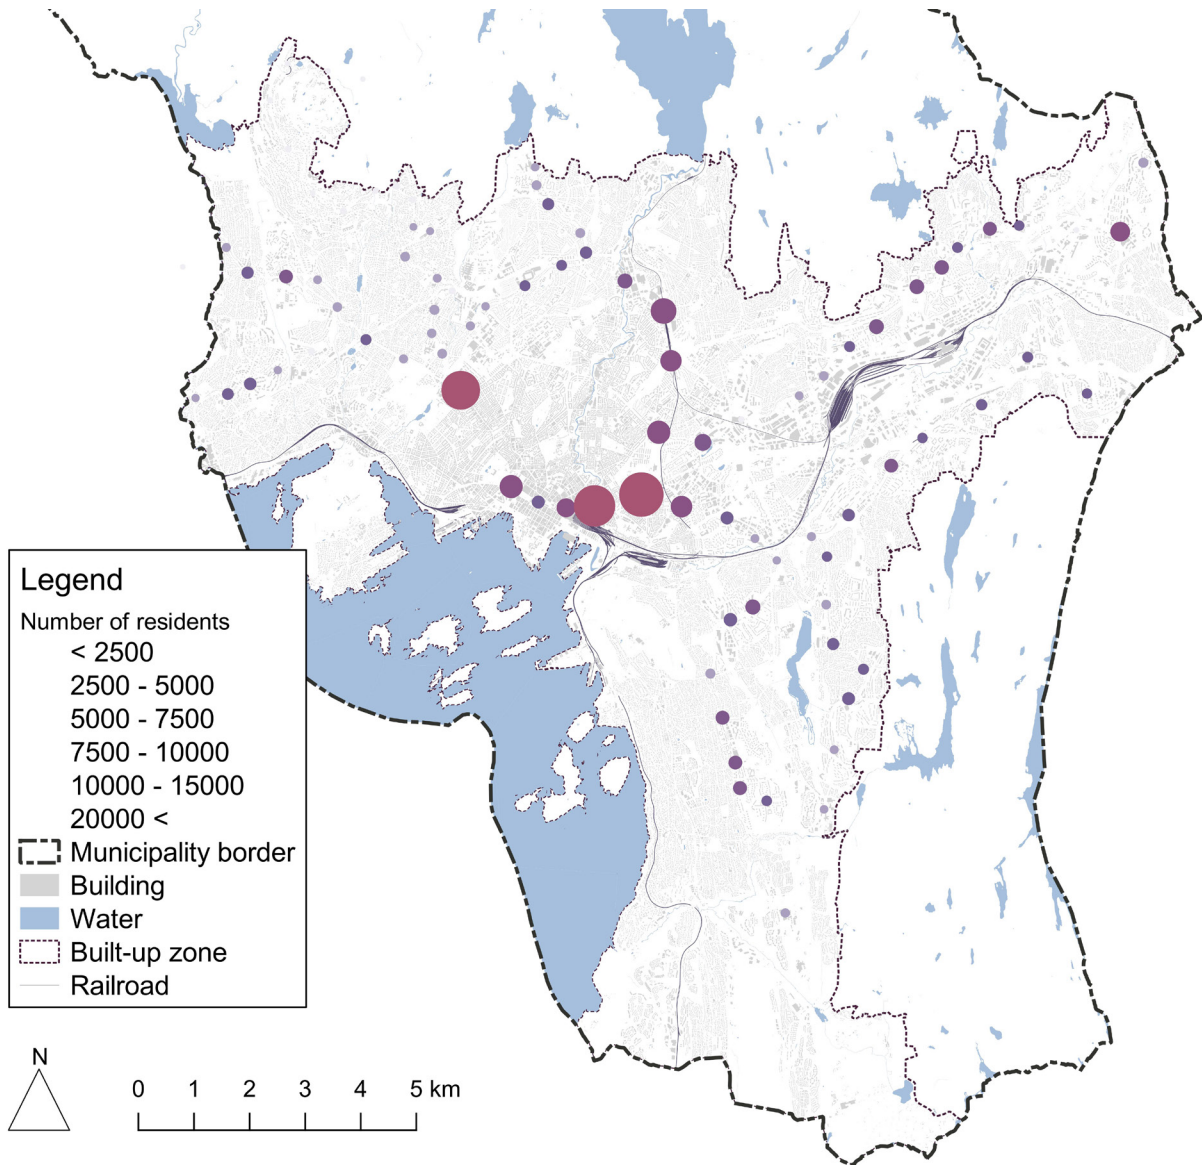 Legend
Number of residents
< 2500
2500 - 5000
5000 - 7500
7500 - 10000
10000 - 15000
20000 <
Municipality border
Building
Water
Built-up zone
Railroad
N
0 1 2 3 4 5 km